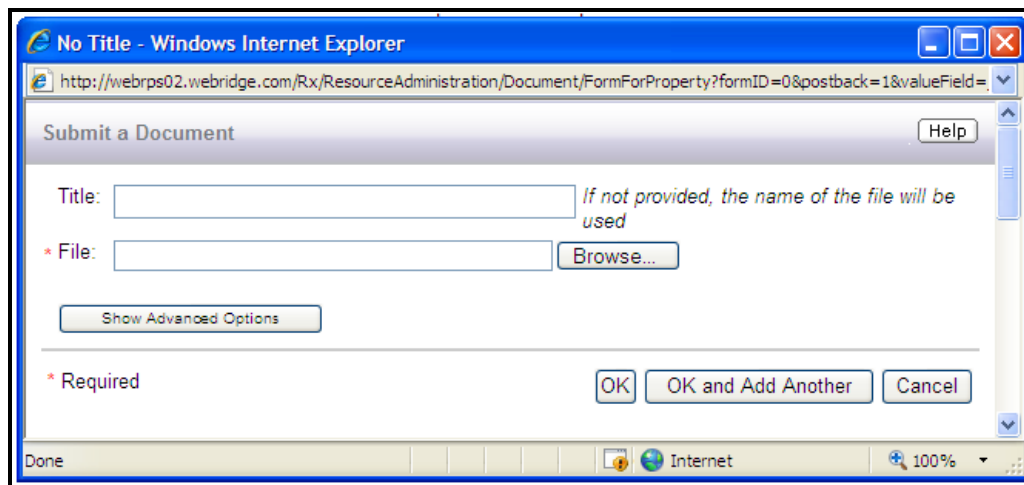 No Title - Windows Internet Explorer
http://webrps02.webridge.com/Rx/ResourceAdministration/Document/FormForProperty?formID=0&postback=1&valueField=
Submit a Document
Help
Title:
If not provided, the name of the file will be
used
* File:
Browse...
Show Advanced Options
* Required
OK
OK and Add Another
Cancel
Done
Internet
100%